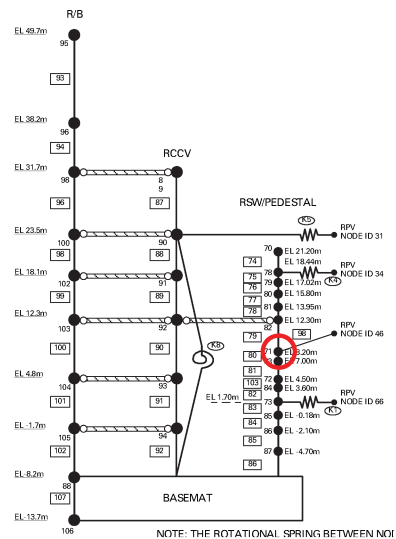 R/B
EL 49.7m
95
93
EL 38.2m
96
94
RCCV
EL 31.7m
98
8
9
96
87
RSW/PEDESTAL
K5
EL 23.5m
100
90
RPV
NODE ID 31
70
EL 21.20m
98
88
74
EL 18.44m
78
RPV
NODE ID 34
K4
EL 18.1m
102
91
75
79
EL 17.02m
76
80
EL 15.80m
99
89
77
81
EL 13.95m
78
EL 12.3m
103
92
EL 12.30m
82
98
RPV
NODE ID 46
79
100
90
K8
80
71
7.00m
81
EL 4.8m
104
93
72
EL 4.50m
103
84
EL 3.60m
101
91
EL 1.70m
82
73
RPV
NODE ID 66
K1
83
85
EL -0.18m
EL -1.7m
105
94
84
86
EL -2.10m
102
92
85
87
EL -4.70m
86
EL-8.2m
88
107
BASEMAT
EL-13.7m
106
NOTE: THE ROTATIONAL SPRING BETWEEN